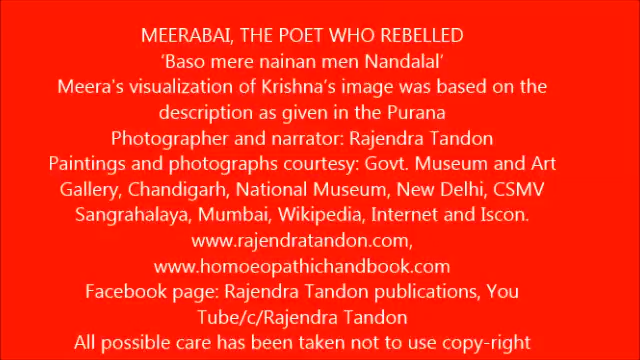 MEERABAI, THE POET WHO REBELLED
‘Baso mere nainan men Nandalal’
Meera's visualization of Krishna’s image was based on the
description as given in the Purana
Photographer and narrator: Rajendra Tandon
Paintings and photographs courtesy: Govt. Museum and Art
Gallery, Chandigarh, National Museum, New Delhi, CSMV
Sangrahalaya, Mumbai, Wikipedia, Internet and Iscon.
www.rajendratandon.com,
www.homoeopathichandbook.com
Facebook page: Rajendra Tandon publications, You
Tube/c/Rajendra Tandon
All possible care has been taken not to use copy-right